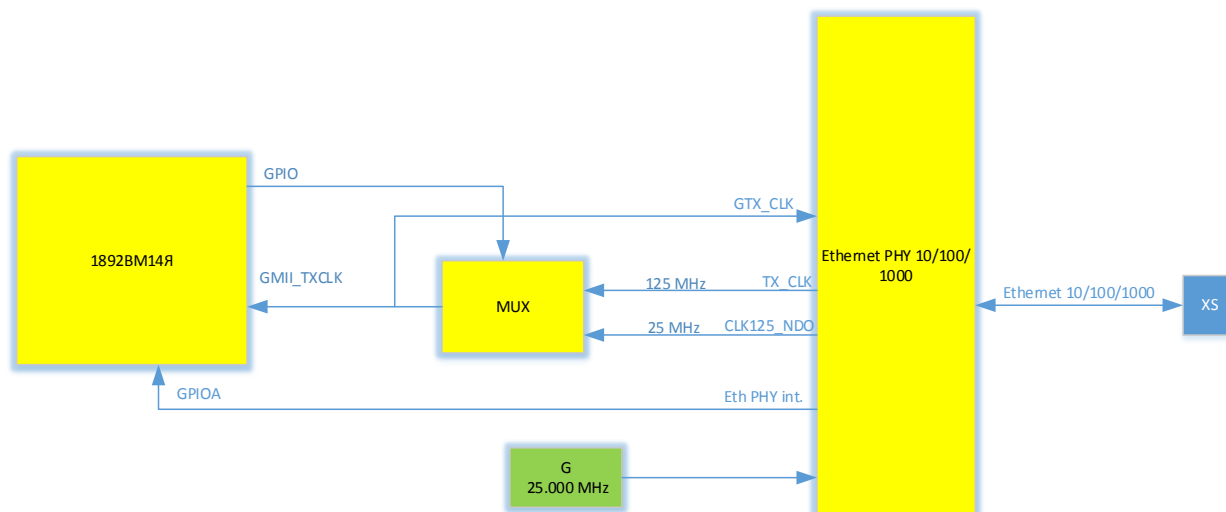 GPIO
GTX_CLK
1892ВМ14Я
Ethernet PHY 10/100/
1000
GMII_TXCLK
MUX
125 MHz
TX_CLK
Ethernet 10/100/1000
XS
25 MHz
CLK125_NDO
GPIOA
Eth PHY int.
G
25.000 MHz